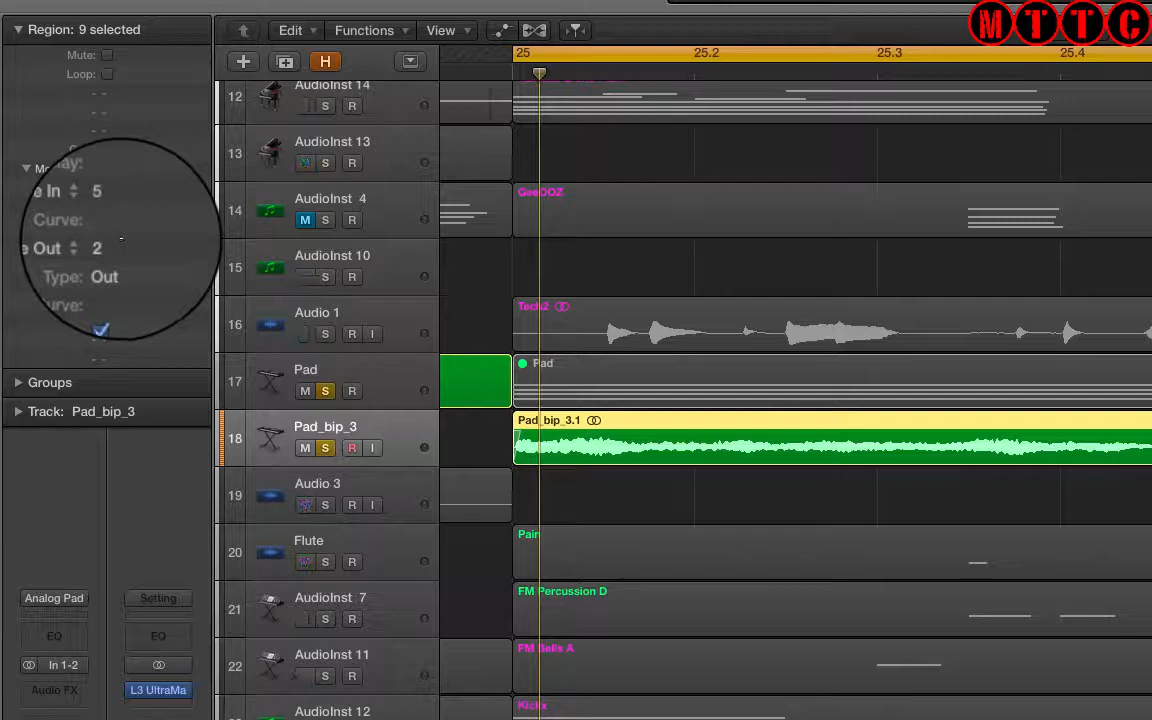 MTTC
Region: 9 selected
Edit
Functions
View
Mute:
Loop:
- -
- -
- -
lay:
e In 5
Curve:
e Out 2
Type: Out
urve:
- -
- -
Groups
Track: Pad_bip_3
Analog Pad
Setting
EQ
EQ
In 1-2
Audio FX
L3 UltraMa
H
25
25.2
25.3
25.4
12
AudioInst 14
S R
13
AudioInst 13
S R
14
AudioInst 4
M S R
GeeOOZ
15
AudioInst 10
S R
16
Audio 1
S R I
Tech2
17
Pad
M S R
Pad
18
Pad_bip_3
M S R I
Pad_bip_3.1
19
Audio 3
S R I
20
Flute
S R
21
AudioInst 7
S R
FM Percussion D
22
AudioInst 11
S R
FM Bells A
AudioInst 12